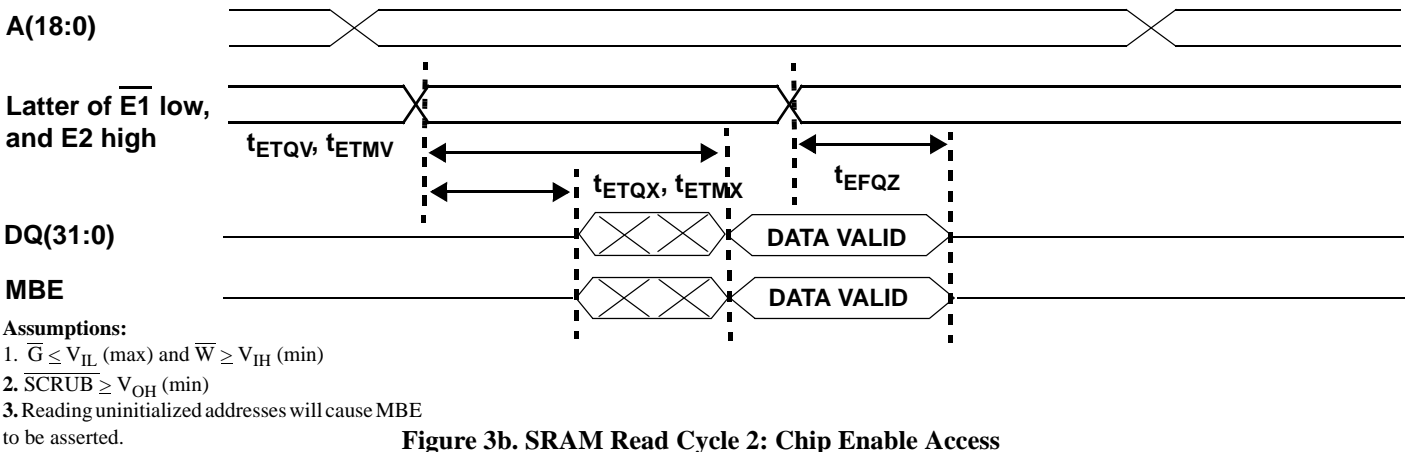 A(18:0)
Latter of E1 low,
and E2 high
tETQV, tETMV
tETQX, tETMX
tEFQZ
DQ(31:0)
DATA VALID
MBE
DATA VALID
Assumptions:
1. G ≤ VIL (max) and W ≥ VIH (min)
2. SCRUB ≥ VOH (min)
3. Reading uninitialized addresses will cause MBE
to be asserted.
Figure 3b. SRAM Read Cycle 2: Chip Enable Access